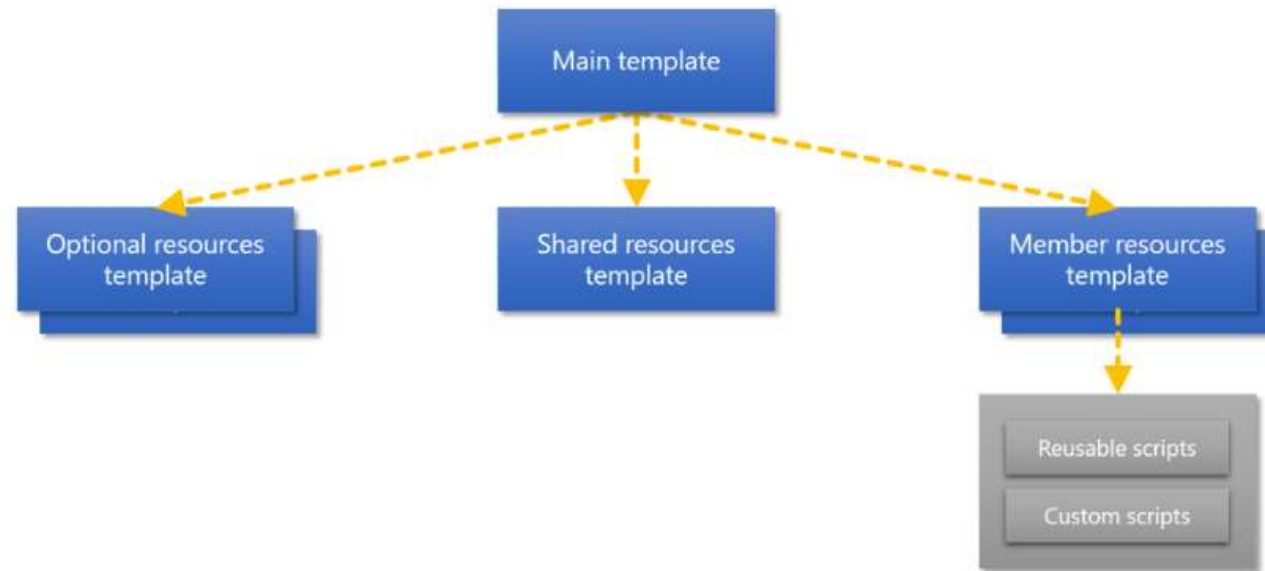 Main template
Optional resources
template
Shared resources
template
Member resources
template
Reusable scripts
Custom scripts